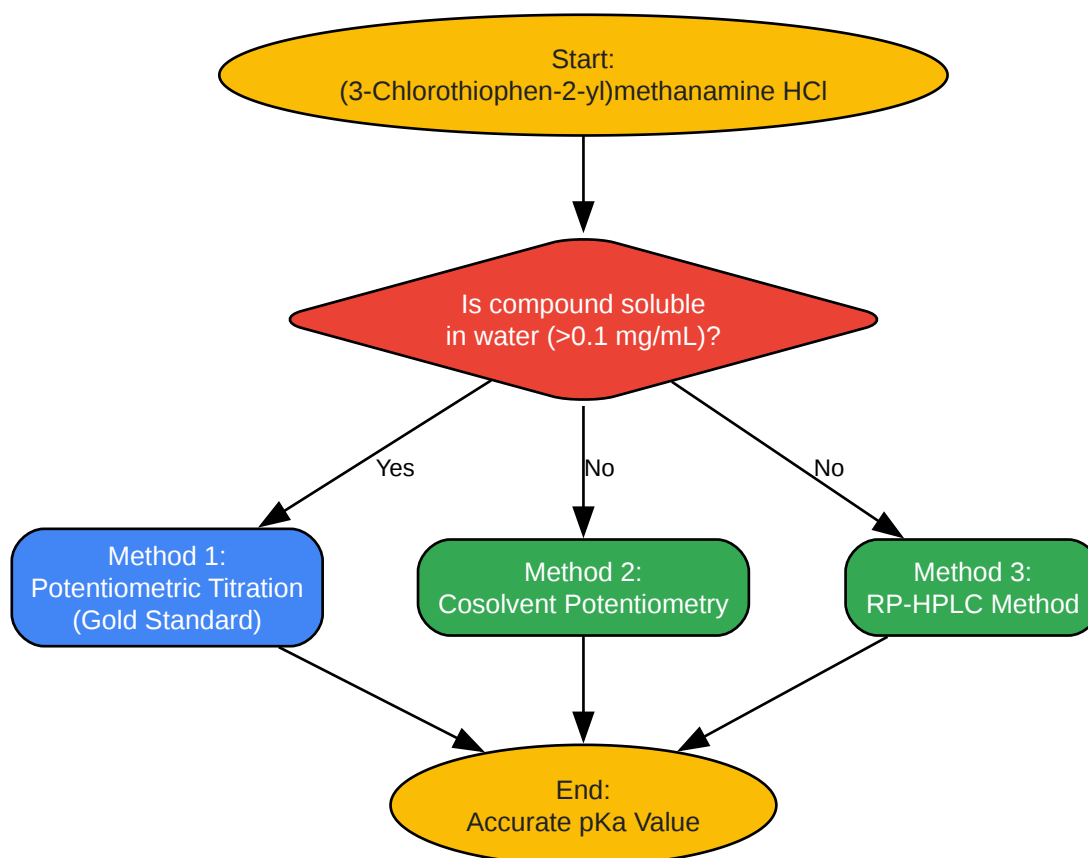 Start:
(3-Chlorothiophen-2-yl)methanamine HCl
Is compound soluble
in water (>0.1 mg/mL)?
Yes
No
No
Method 1:
Potentiometric Titration
(Gold Standard)
Method 2:
Cosolvent Potentiometry
Method 3:
RP-HPLC Method
End:
Accurate pKa Value